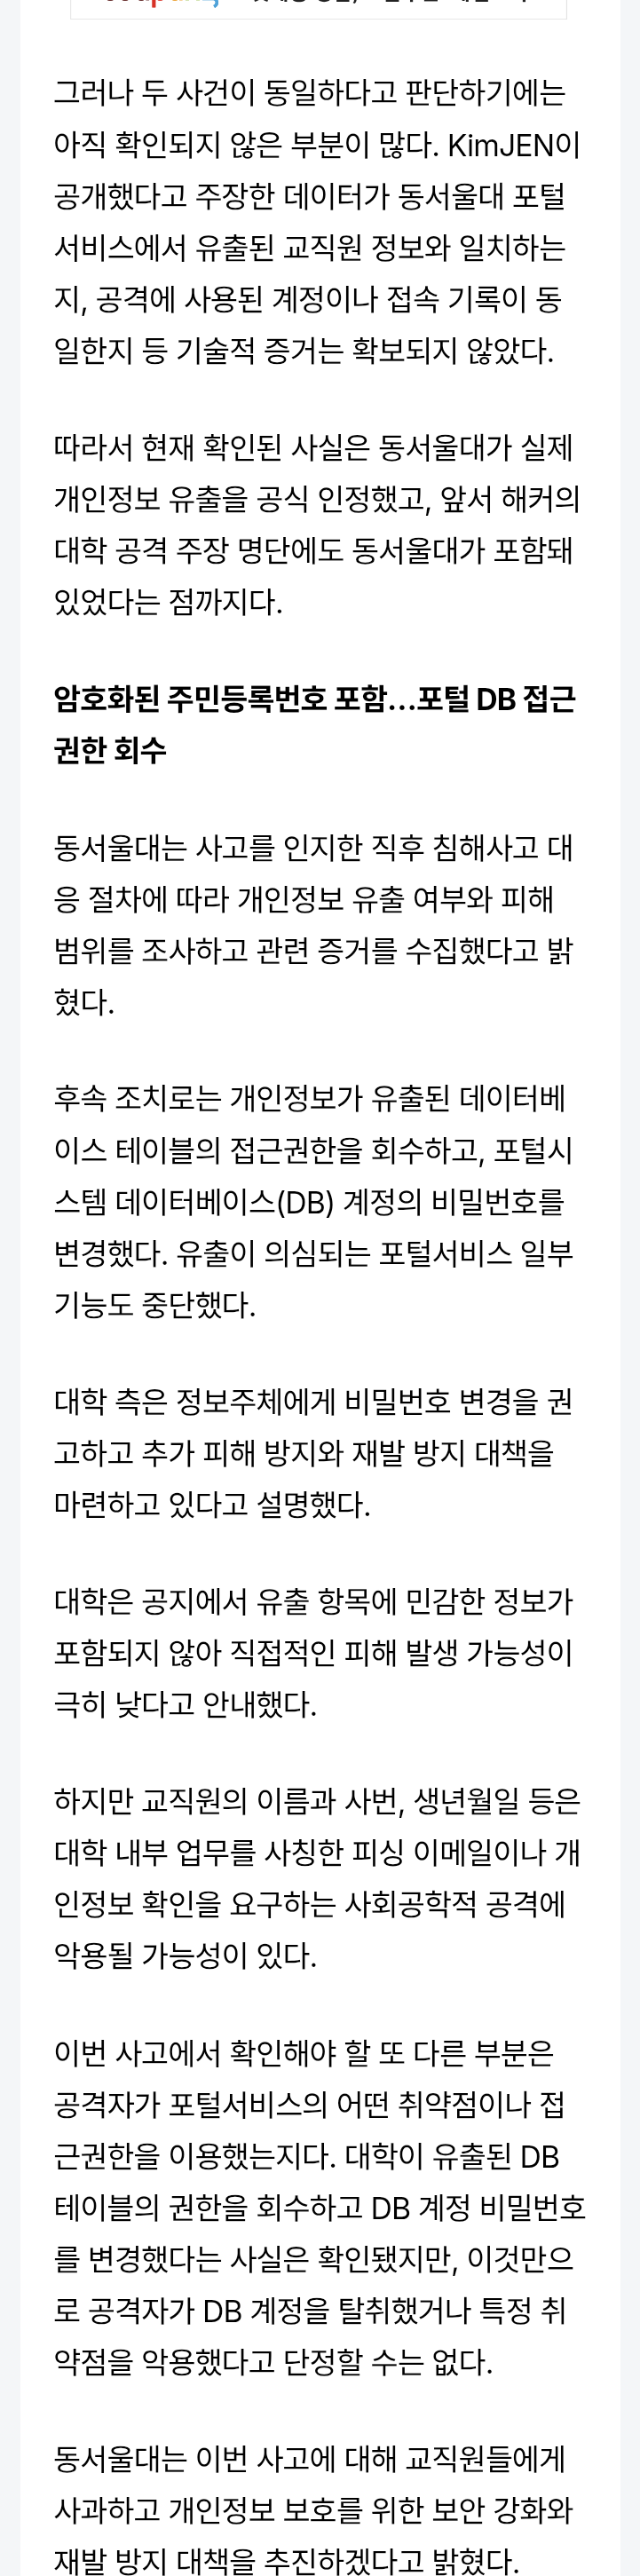 그러나 두 사건이 동일하다고 판단하기에는
아직 확인되지 않은 부분이 많다. KimJEN이
공개했다고 주장한 데이터가 동서울대 포털
서비스에서 유출된 교직원 정보와 일치하는
지, 공격에 사용된 계정이나 접속 기록이 동
일한지 등 기술적 증거는 확보되지 않았다.
따라서 현재 확인된 사실은 동서울대가 실제
개인정보 유출을 공식 인정했고, 앞서 해커의
대학 공격 주장 명단에도 동서울대가 포함돼
있었다는 점까지다.
암호화된 주민등록번호 포함…포털 DB 접근
권한 회수
동서울대는 사고를 인지한 직후 침해사고 대
응 절차에 따라 개인정보 유출 여부와 피해
범위를 조사하고 관련 증거를 수집했다고 밝
혔다.
후속 조치로는 개인정보가 유출된 데이터베
이스 테이블의 접근권한을 회수하고, 포털시
스템 데이터베이스(DB) 계정의 비밀번호를
변경했다. 유출이 의심되는 포털서비스 일부
기능도 중단했다.
대학 측은 정보주체에게 비밀번호 변경을 권
고하고 추가 피해 방지와 재발 방지 대책을
마련하고 있다고 설명했다.
대학은 공지에서 유출 항목에 민감한 정보가
포함되지 않아 직접적인 피해 발생 가능성이
극히 낮다고 안내했다.
하지만 교직원의 이름과 사번, 생년월일 등은
대학 내부 업무를 사칭한 피싱 이메일이나 개
인정보 확인을 요구하는 사회공학적 공격에
악용될 가능성이 있다.
이번 사고에서 확인해야 할 또 다른 부분은
공격자가 포털서비스의 어떤 취약점이나 접
근권한을 이용했는지다. 대학이 유출된 DB
테이블의 권한을 회수하고 DB 계정 비밀번호
를 변경했다는 사실은 확인됐지만, 이것만으
로 공격자가 DB 계정을 탈취했거나 특정 취
약점을 악용했다고 단정할 수는 없다.
동서울대는 이번 사고에 대해 교직원들에게
사과하고 개인정보 보호를 위한 보안 강화와
재발 방지 대책을 추진하겠다고 밝혔다.